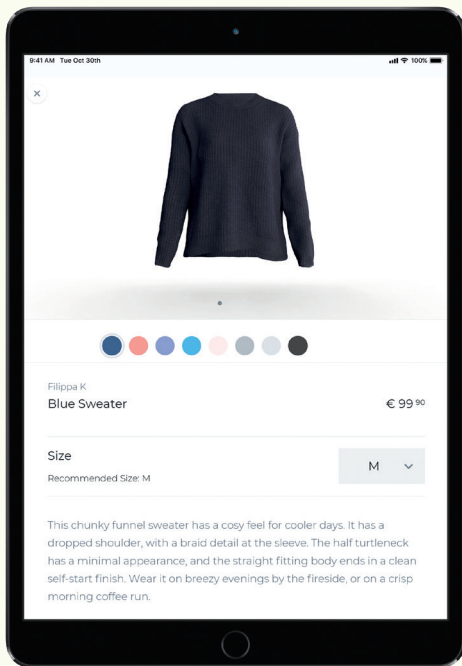 9:41 AM Tue Oct 30th
100%
Filippa K
Blue Sweater
€ 99 90
Size
Recommended Size: M
M
This chunky funnel sweater has a cosy feel for cooler days. It has a
dropped shoulder, with a braid detail at the sleeve. The half turtleneck
has a minimal appearance, and the straight fitting body ends in a clean
self-start finish. Wear it on breezy evenings by the fireside, or on a crisp
morning coffee run.